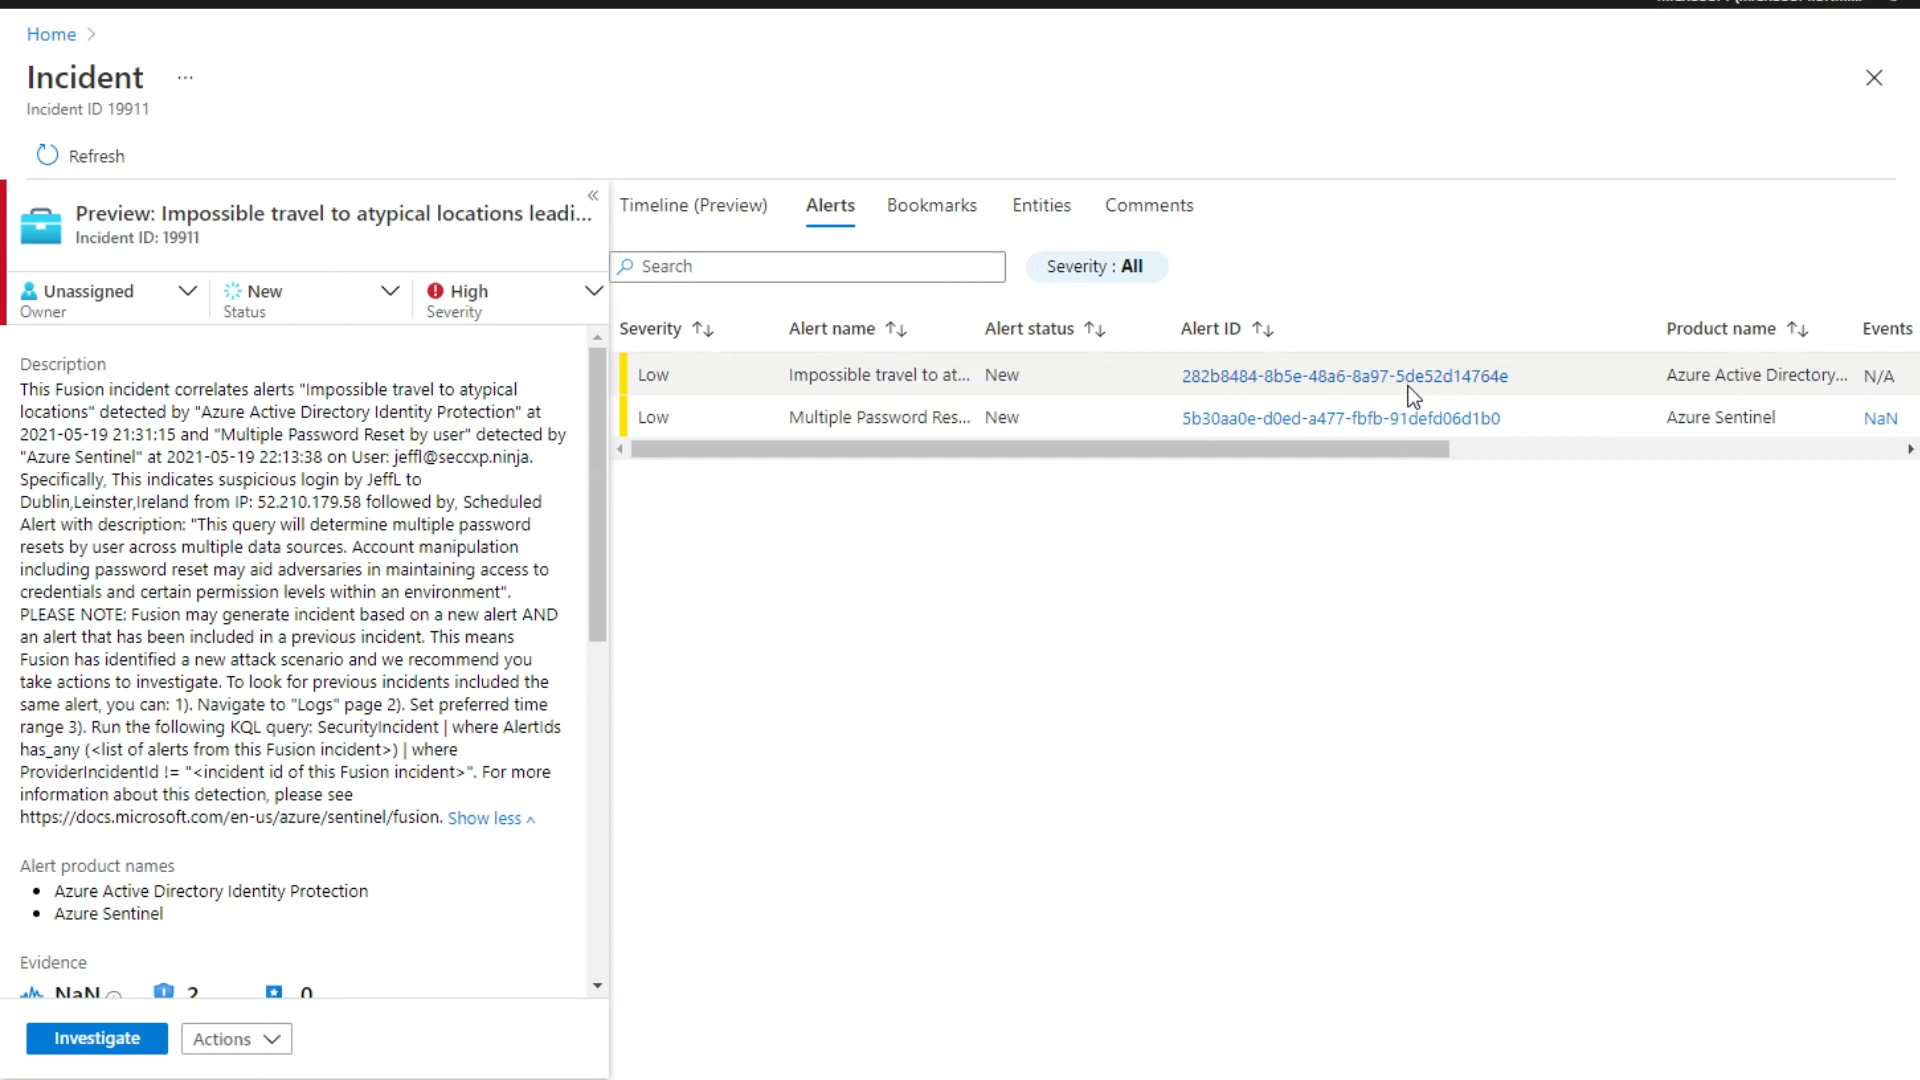 Home
Incident ...
Incident ID 19911
Refresh
Preview: Impossible travel to atypical locations leadi...
Incident ID: 19911
Unassigned
Owner
New
Status
High
Severity
Description
This Fusion incident correlates alerts "Impossible travel to atypical
locations" detected by "Azure Active Directory Identity Protection" at
2021-05-19 21:31:15 and "Multiple Password Reset by user" detected by
"Azure Sentinel" at 2021-05-19 22:13:38 on User: jeffl@seccxp.ninja.
Specifically, This indicates suspicious login by JeffL to
Dublin,Leinster,Ireland from IP: 52.210.179.58 followed by, Scheduled
Alert with description: "This query will determine multiple password
resets by user across multiple data sources. Account manipulation
including password reset may aid adversaries in maintaining access to
credentials and certain permission levels within an environment".
PLEASE NOTE: Fusion may generate incident based on a new alert AND
an alert that has been included in a previous incident. This means
Fusion has identified a new attack scenario and we recommend you
take actions to investigate. To look for previous incidents included the
same alert, you can: 1). Navigate to "Logs" page 2). Set preferred time
range 3). Run the following KQL query: SecurityIncident | where AlertIds
has_any (<list of alerts from this Fusion incident>) | where
ProviderIncidentId != "<incident id of this Fusion incident>". For more
information about this detection, please see
https://docs.microsoft.com/en-us/azure/sentinel/fusion. Show less
Alert product names
• Azure Active Directory Identity Protection
• Azure Sentinel
Evidence
NaN 2 0
Investigate
Actions
Timeline (Preview) Alerts Bookmarks Entities Comments
Search
Severity : All
Severity Alert name Alert status Alert ID Product name Events
Low Impossible travel to at... New 282b8484-8b5e-48a6-8a97-5de52d14764e Azure Active Directory... N/A
Low Multiple Password Res... New 5b30aa0e-d0ed-a477-fbfb-91defd06d1b0 Azure Sentinel NaN